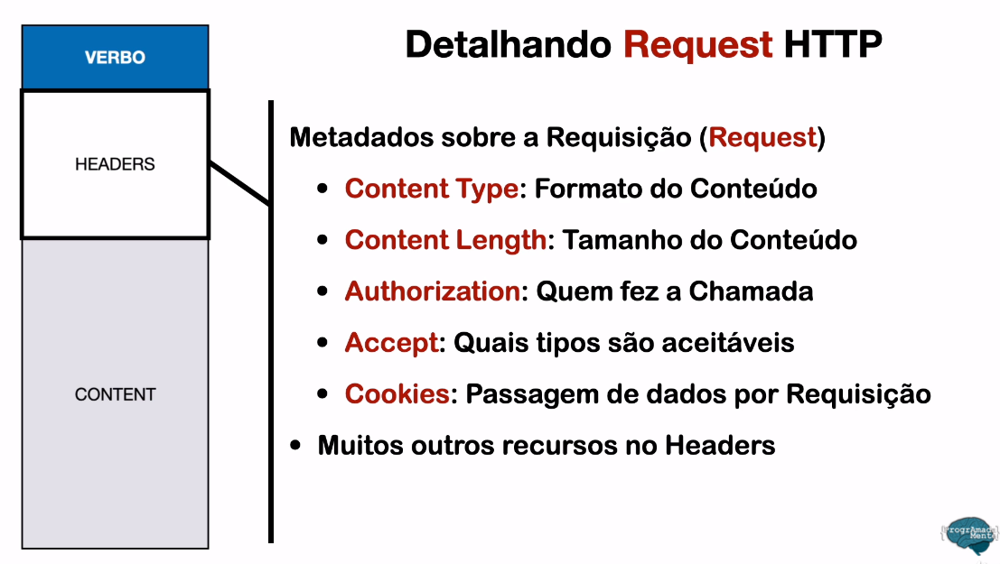 Detalhando Request HTTP
VERBO
HEADERS
CONTENT
Metadados sobre a Requisição (Request)
• Content Type: Formato do Conteúdo
• Content Length: Tamanho do Conteúdo
• Authorization: Quem fez a Chamada
• Accept: Quais tipos são aceitáveis
• Cookies: Passagem de dados por Requisição
• Muitos outros recursos no Headers
{ProgrAmada
Mente}